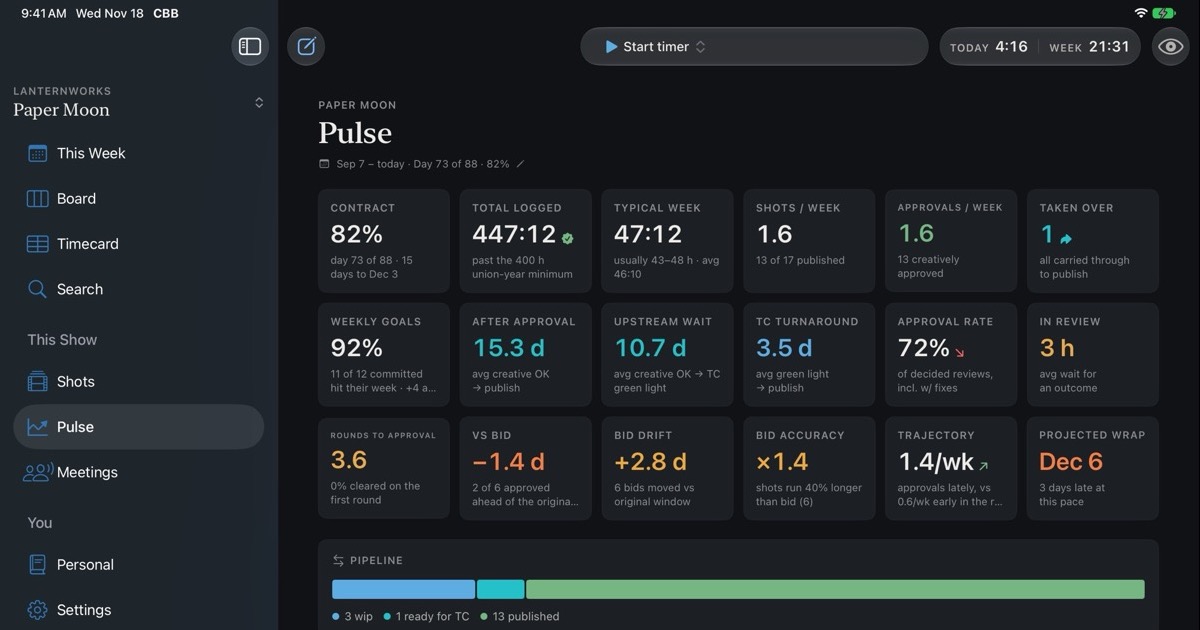 9:41 AM Wed Nov 18 CBB
Start timer
TODAY 4:16 WEEK 21:31
LANTERNWORKS
Paper Moon
This Week
Board
Timecard
Search
This Show
Shots
Pulse
Meetings
You
Personal
Settings
PAPER MOON
Pulse
Sep 7 – today · Day 73 of 88 · 82%
CONTRACT
82%
day 73 of 88 · 15
days to Dec 3
TOTAL LOGGED
447:12
past the 400 h
union-year minimum
TYPICAL WEEK
47:12
usually 43–48 h · avg
46:10
SHOTS / WEEK
1.6
13 of 17 published
APPROVALS / WEEK
1.6
13 creatively
approved
TAKEN OVER
1
all carried through
to publish
WEEKLY GOALS
92%
11 of 12 committed
hit their week · +4 a...
AFTER APPROVAL
15.3 d
avg creative OK
→ publish
UPSTREAM WAIT
10.7 d
avg creative OK → TC
green light
TC TURNAROUND
3.5 d
avg green light
→ publish
APPROVAL RATE
72%
of decided reviews,
incl. w/ fixes
IN REVIEW
3 h
avg wait for
an outcome
ROUNDS TO APPROVAL
3.6
0% cleared on the
first round
VS BID
−1.4 d
2 of 6 approved
ahead of the origina...
BID DRIFT
+2.8 d
6 bids moved vs
original window
BID ACCURACY
×1.4
shots run 40% longer
than bid (6)
TRAJECTORY
1.4/wk
approvals lately, vs
0.6/wk early in the r...
PROJECTED WRAP
Dec 6
3 days late at
this pace
PIPELINE
3 wip 1 ready for TC 13 published